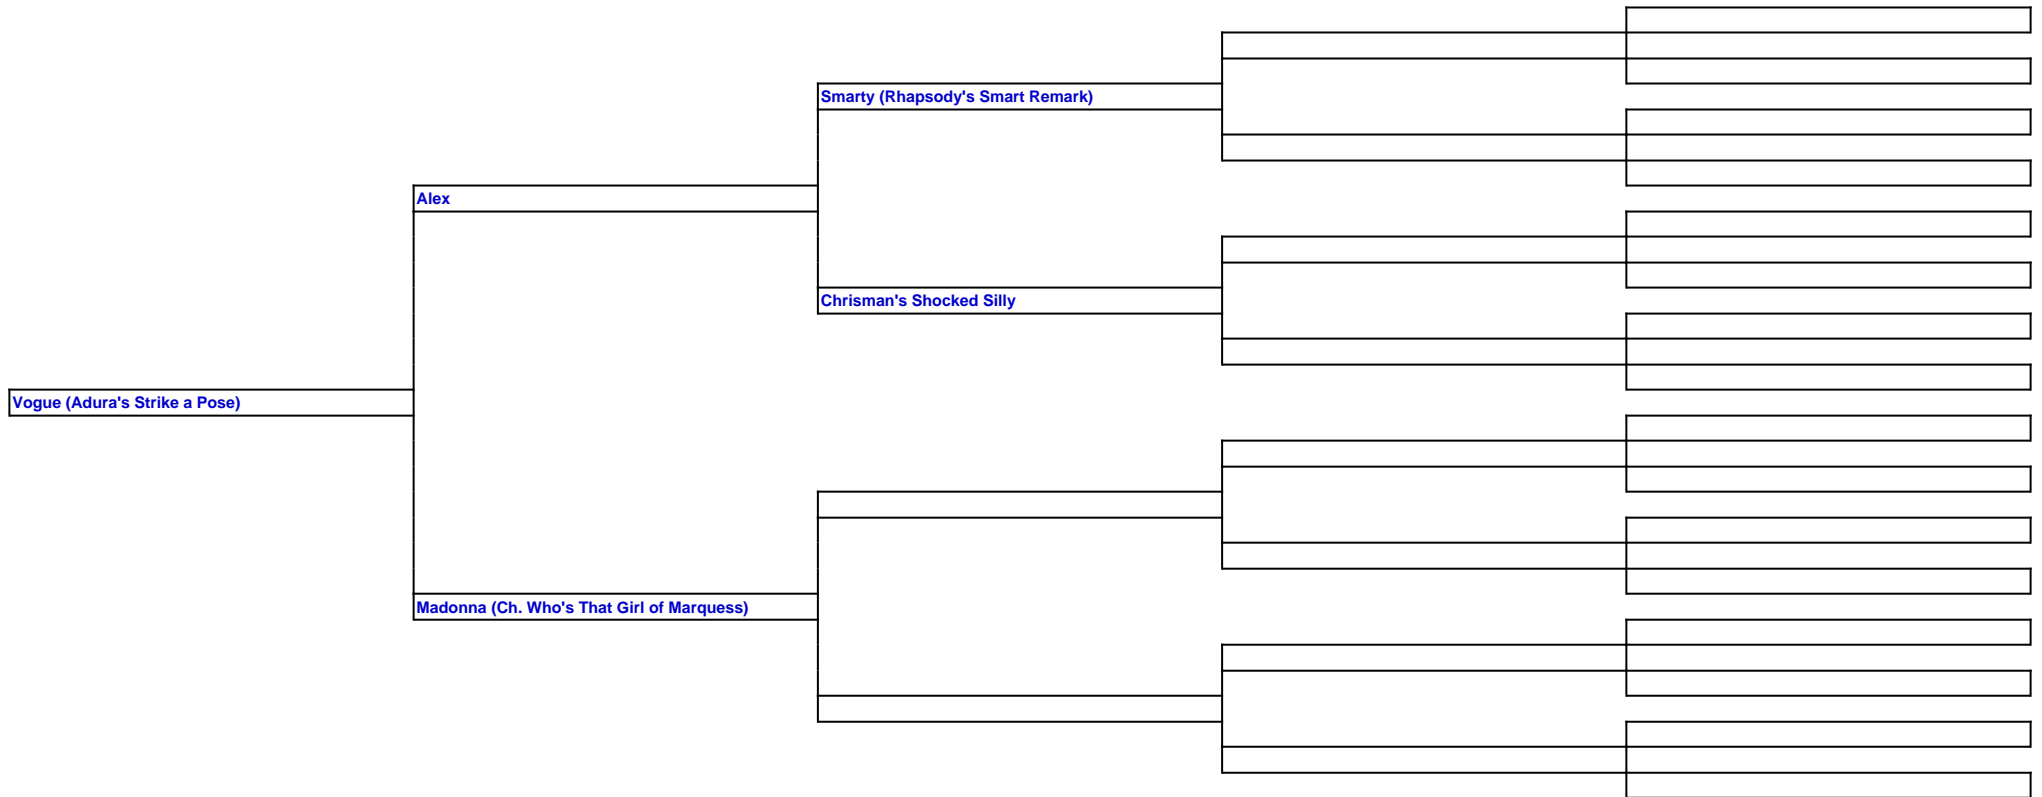 Smarty (Rhapsody's Smart Remark)
Alex
Chrisman's Shocked Silly
Vogue (Adura's Strike a Pose)
Madonna (Ch. Who's That Girl of Marquess)